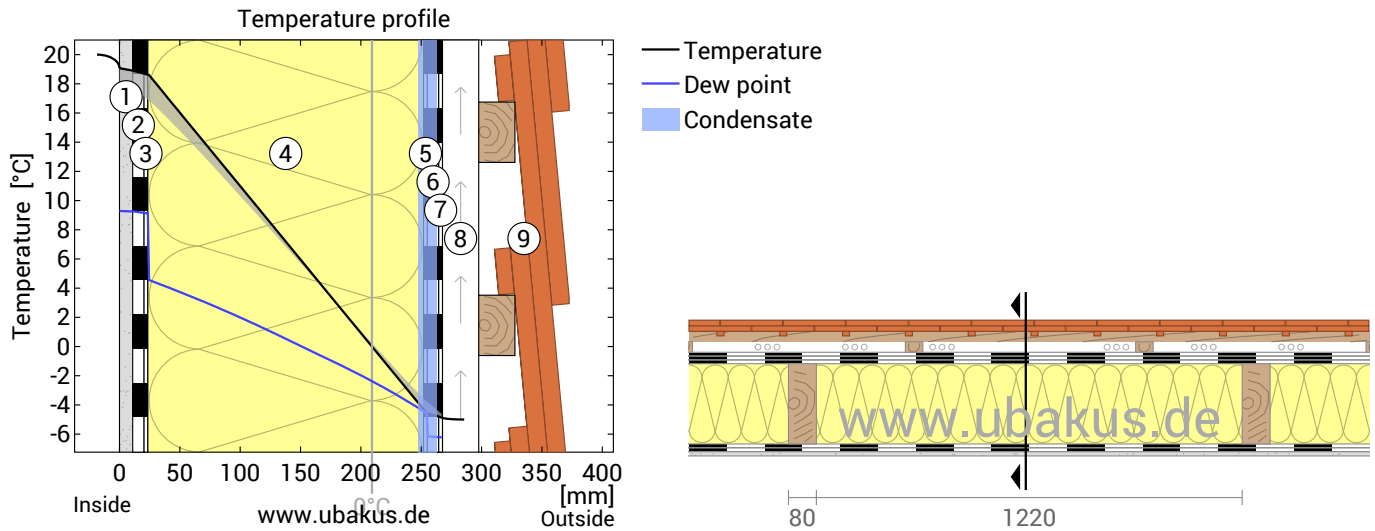 Temperature profile
Temperature [°C]
20
18
16
14
12
10
8
6
4
2
0
-2
-4
-6
1
2
3
4
5
6
7
8
9
0 50 100 150 200 250 300 350 400
[mm]
Inside
0°C
www.ubakus.de
Outside
Temperature
Dew point
Condensate
www.ubakus.de
80
1220